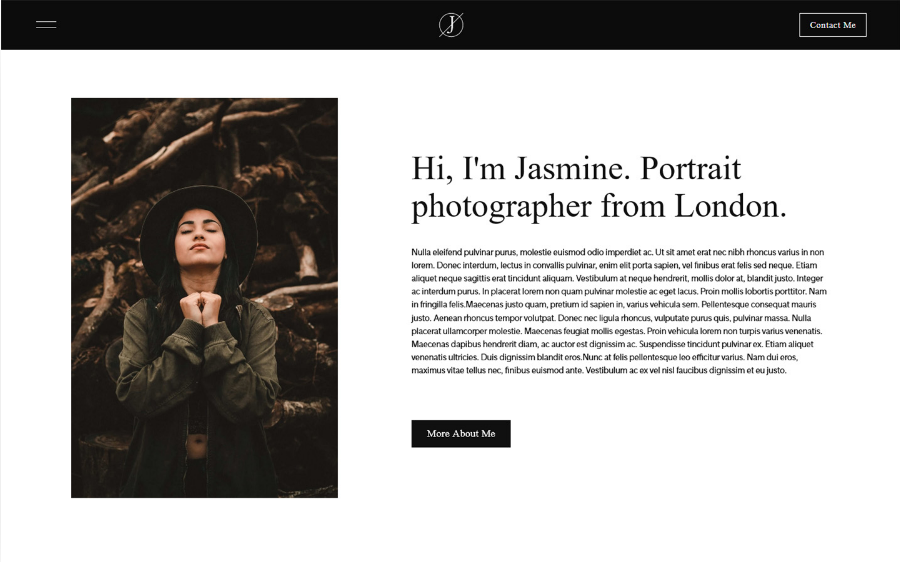 J
Contact Me
Hi, I'm Jasmine. Portrait
photographer from London.
Nulla eleifend pulvinar purus, molestie euismod odio imperdiet ac. Ut sit amet erat nec nibh rhoncus varius in non
lorem. Donec interdum, lectus in convallis pulvinar, enim elit porta sapien, vel finibus erat felis sed neque. Etiam
aliquet neque sagittis erat tincidunt aliquam. Vestibulum at neque hendrerit, mollis dolor at, blandit justo. Integer
ac interdum purus. In placerat lorem non quam pulvinar molestie ac eget lacus. Proin mollis lobortis porttitor. Nam
in fringilla felis.Maecenas justo quam, pretium id sapien in, varius vehicula sem. Pellentesque consequat mauris
justo. Aenean rhoncus tempor volutpat. Donec nec ligula rhoncus, vulputate purus quis, pulvinar massa. Nulla
placerat ullamcorper molestie. Maecenas feugiat mollis egestas. Proin vehicula lorem non turpis varius venenatis.
Maecenas dapibus hendrerit diam, ac auctor est dignissim ac. Suspendisse tincidunt pulvinar ex. Etiam aliquet
venenatis ultricies. Duis dignissim blandit eros.Nunc at felis pellentesque leo efficitur varius. Nam dui eros,
maximus vitae tellus nec, finibus euismod ante. Vestibulum ac ex vel nisl faucibus dignissim et eu justo.
More About Me